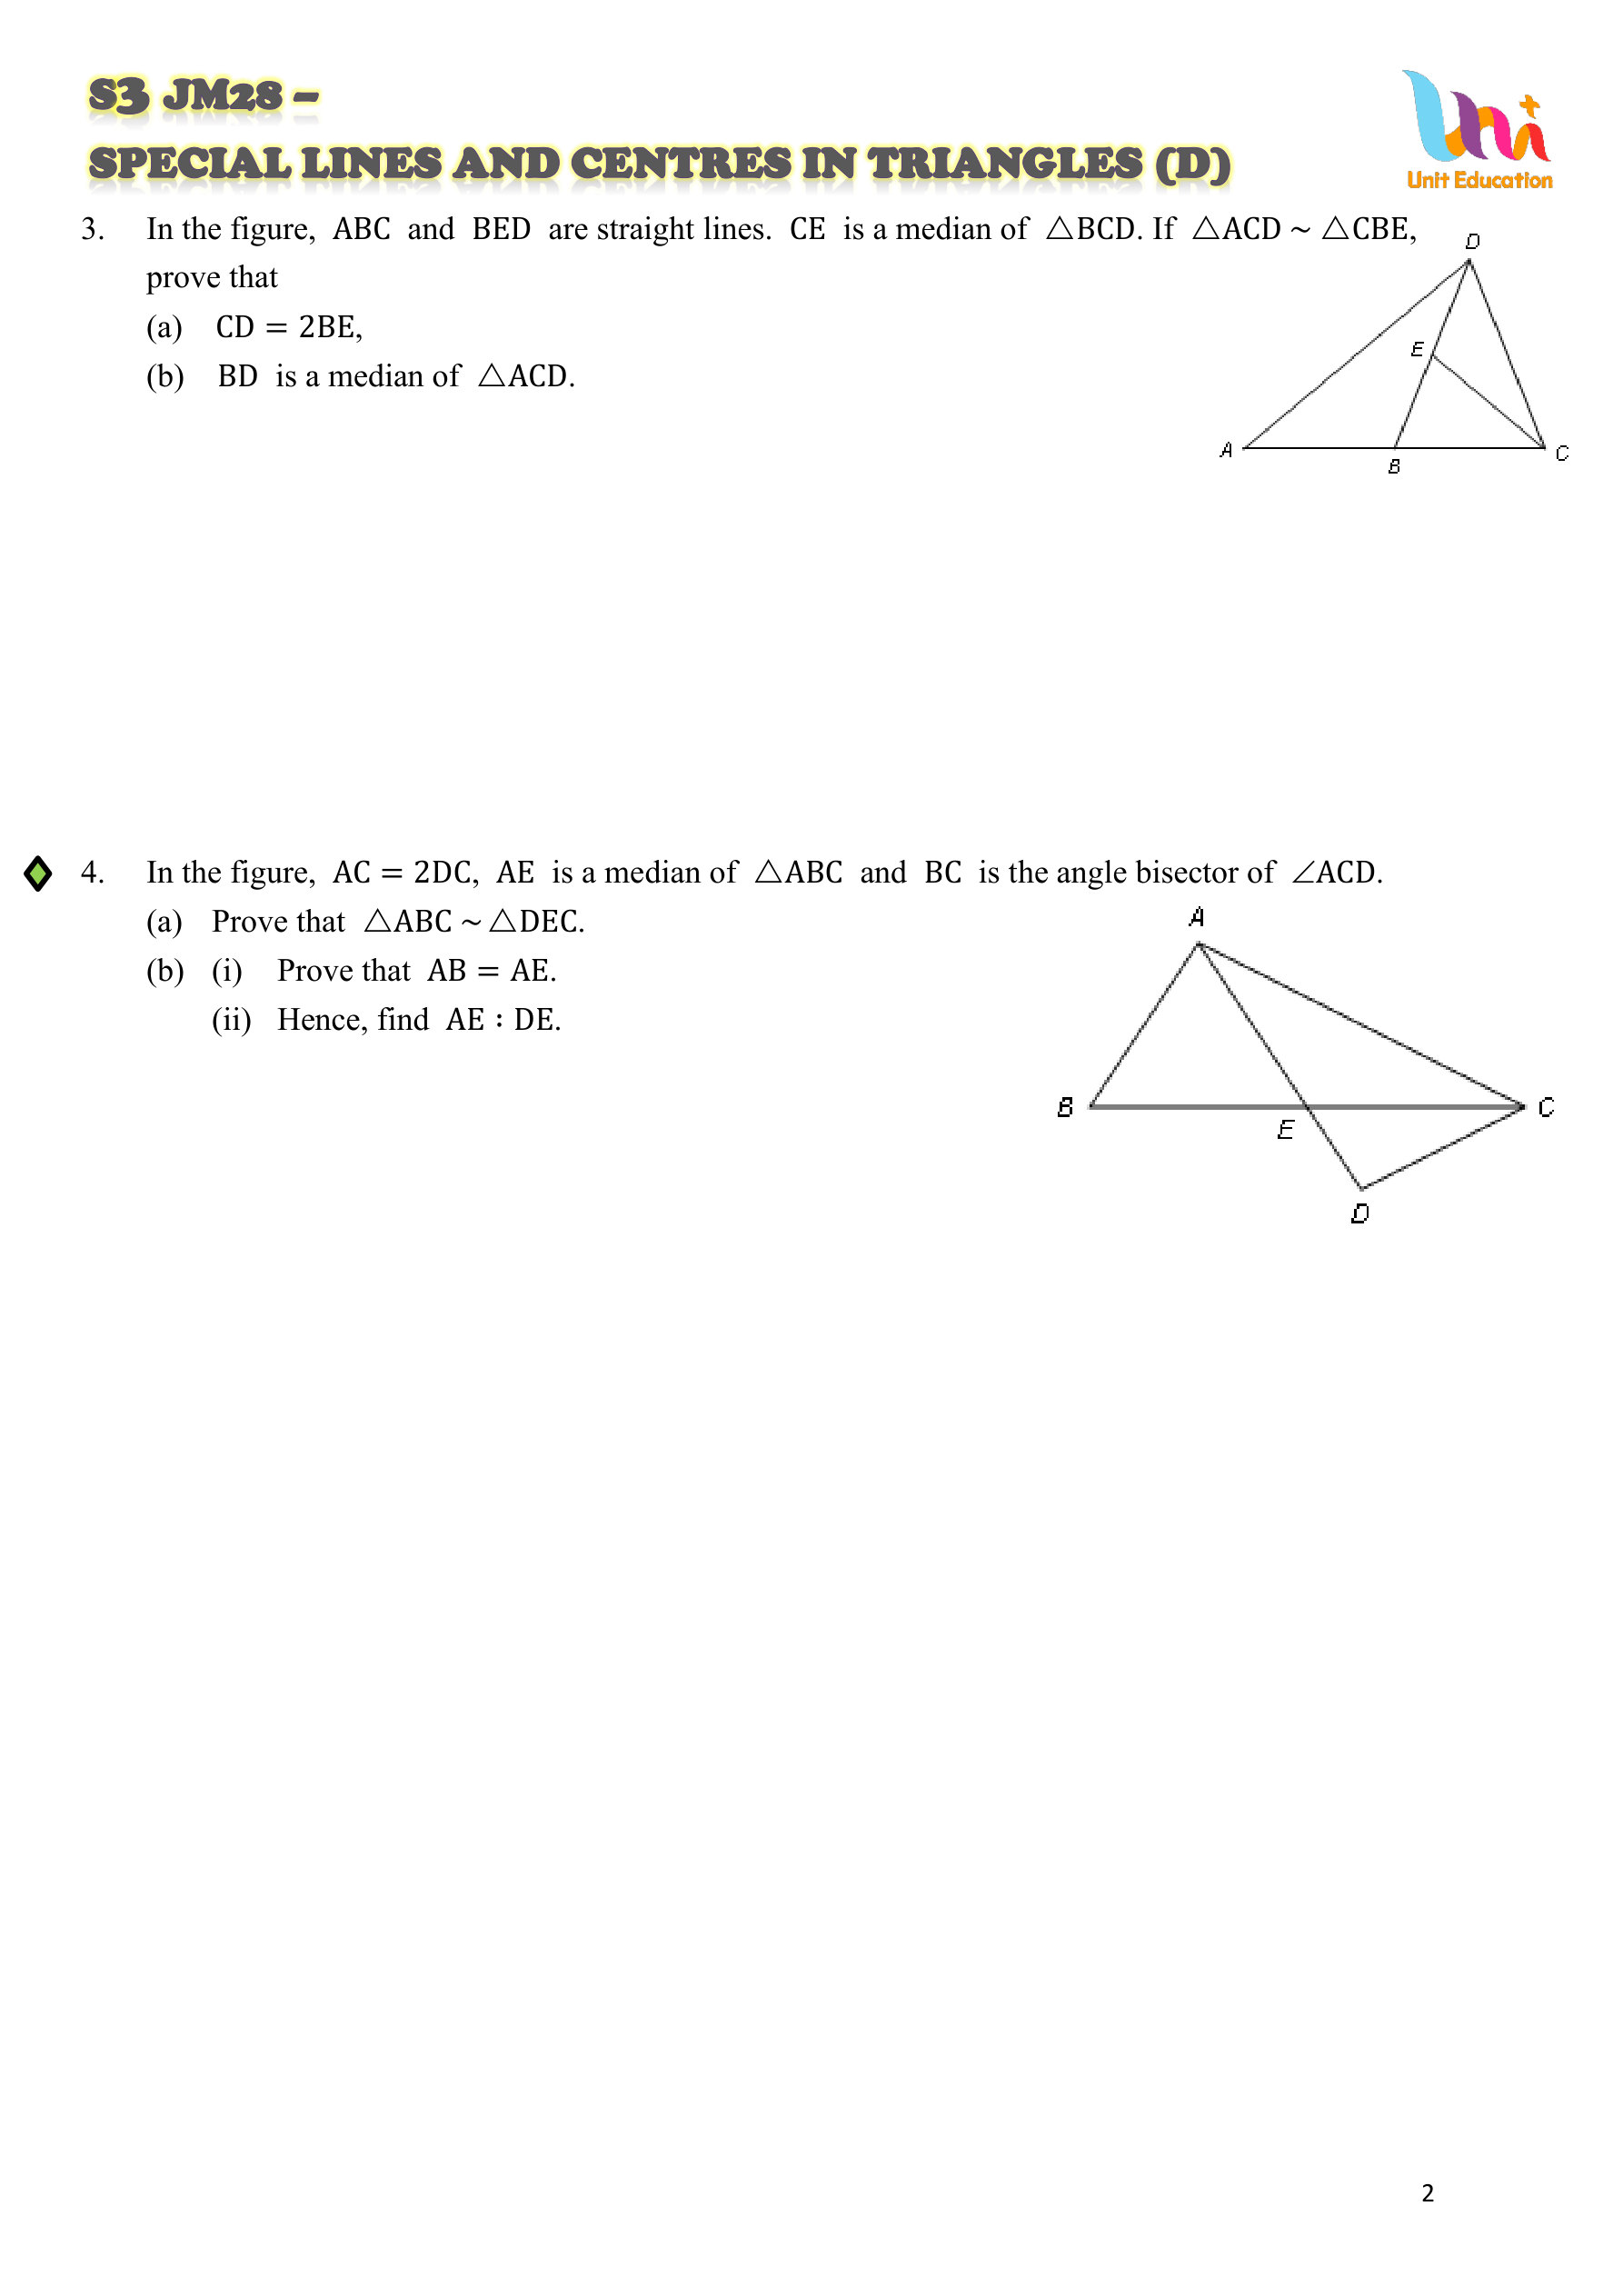 S3 JM28 –
SPECIAL LINES AND CENTRES IN TRIANGLES (D)
Unit Education
3. In the figure, ABC and BED are straight lines. CE is a median of △BCD. If △ACD ~ △CBE,
prove that
(a) CD = 2BE,
(b) BD is a median of △ACD.
D
E
A
B
C
4. In the figure, AC = 2DC, AE is a median of △ABC and BC is the angle bisector of ∠ACD.
(a) Prove that △ABC ~ △DEC.
(b) (i) Prove that AB = AE.
(ii) Hence, find AE : DE.
A
B
C
E
D
2